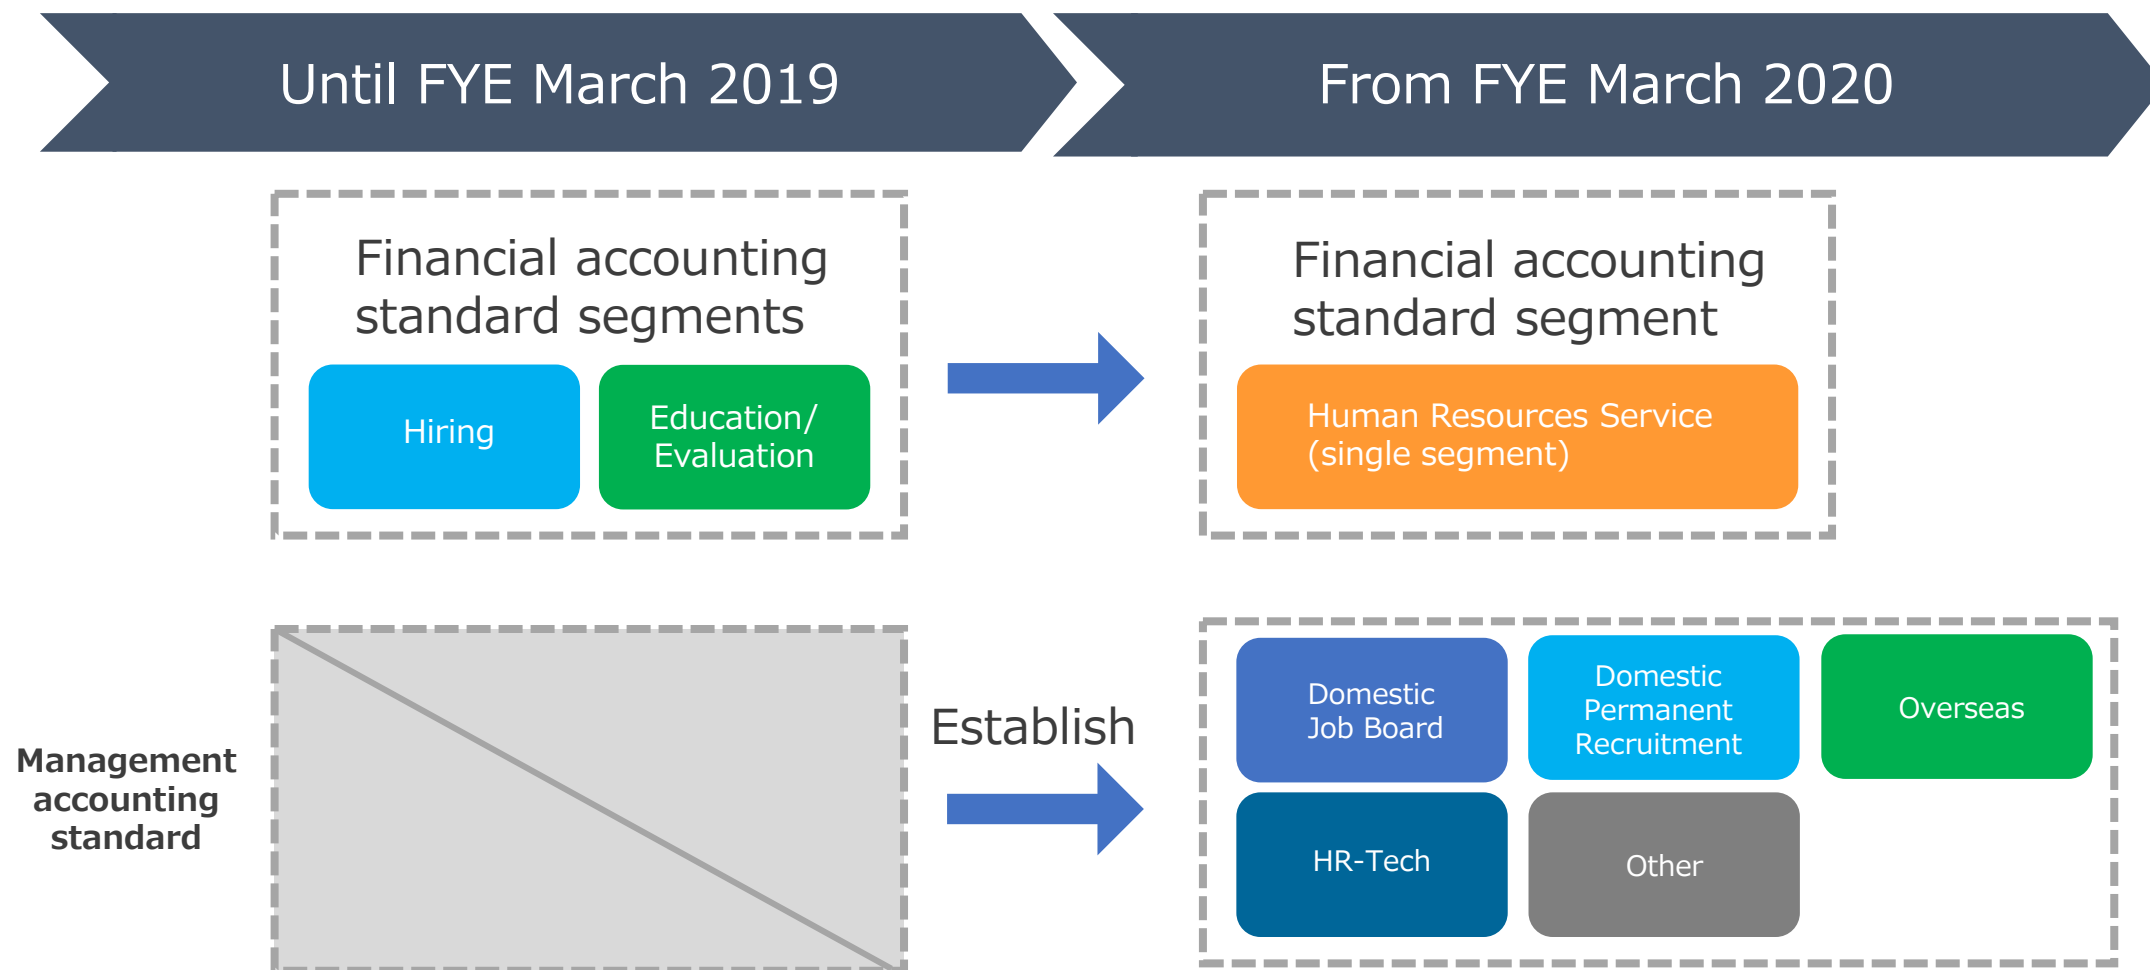 Until FYE March 2019
From FYE March 2020
Financial accounting
standard segments
Hiring
Education/
Evaluation
Financial accounting
standard segment
Human Resources Service
(single segment)
Management
accounting
standard
Establish
Domestic
Job Board
Domestic
Permanent
Recruitment
Overseas
HR-Tech
Other